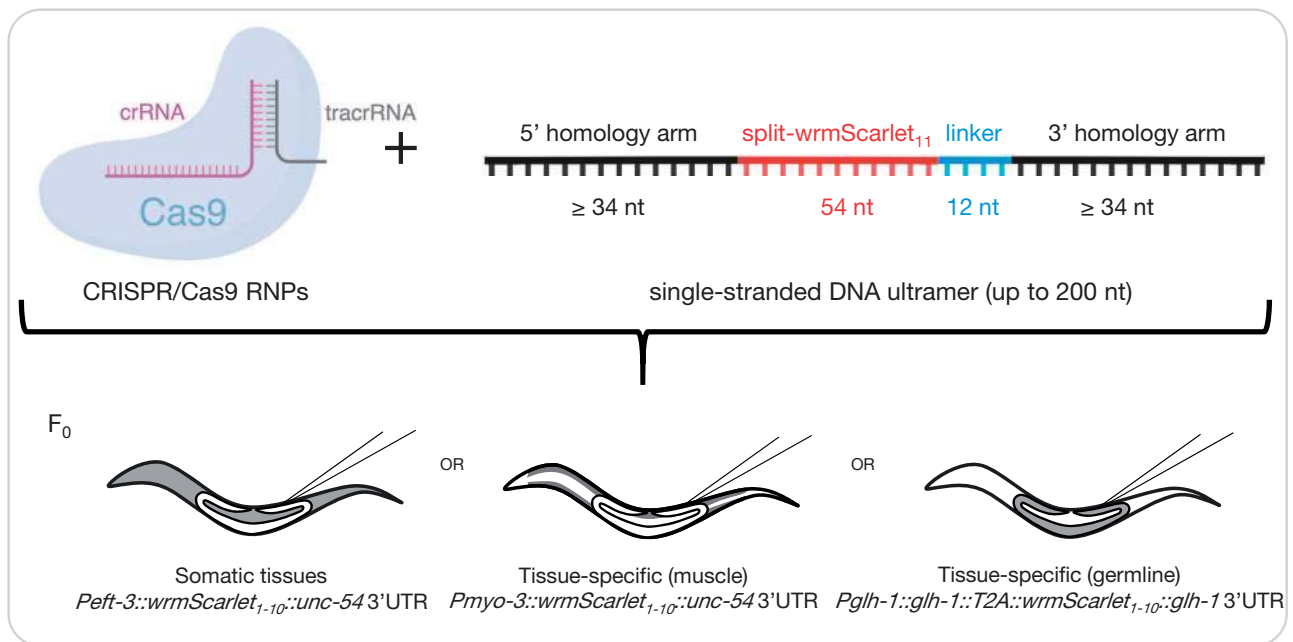 crRNA
tracrRNA
Cas9
+
5' homology arm split-wrmScarlet₁₁ linker 3' homology arm
≥ 34 nt 54 nt 12 nt ≥ 34 nt
CRISPR/Cas9 RNPs
single-stranded DNA ultramer (up to 200 nt)
F₀
OR
OR
Somatic tissues
Peft-3::wrmScarlet₁₋₁₀::unc-54 3'UTR
Tissue-specific (muscle)
Pmyo-3::wrmScarlet₁₋₁₀::unc-54 3'UTR
Tissue-specific (germline)
Pglh-1::glh-1::T2A::wrmScarlet₁₋₁₀::glh-1 3'UTR